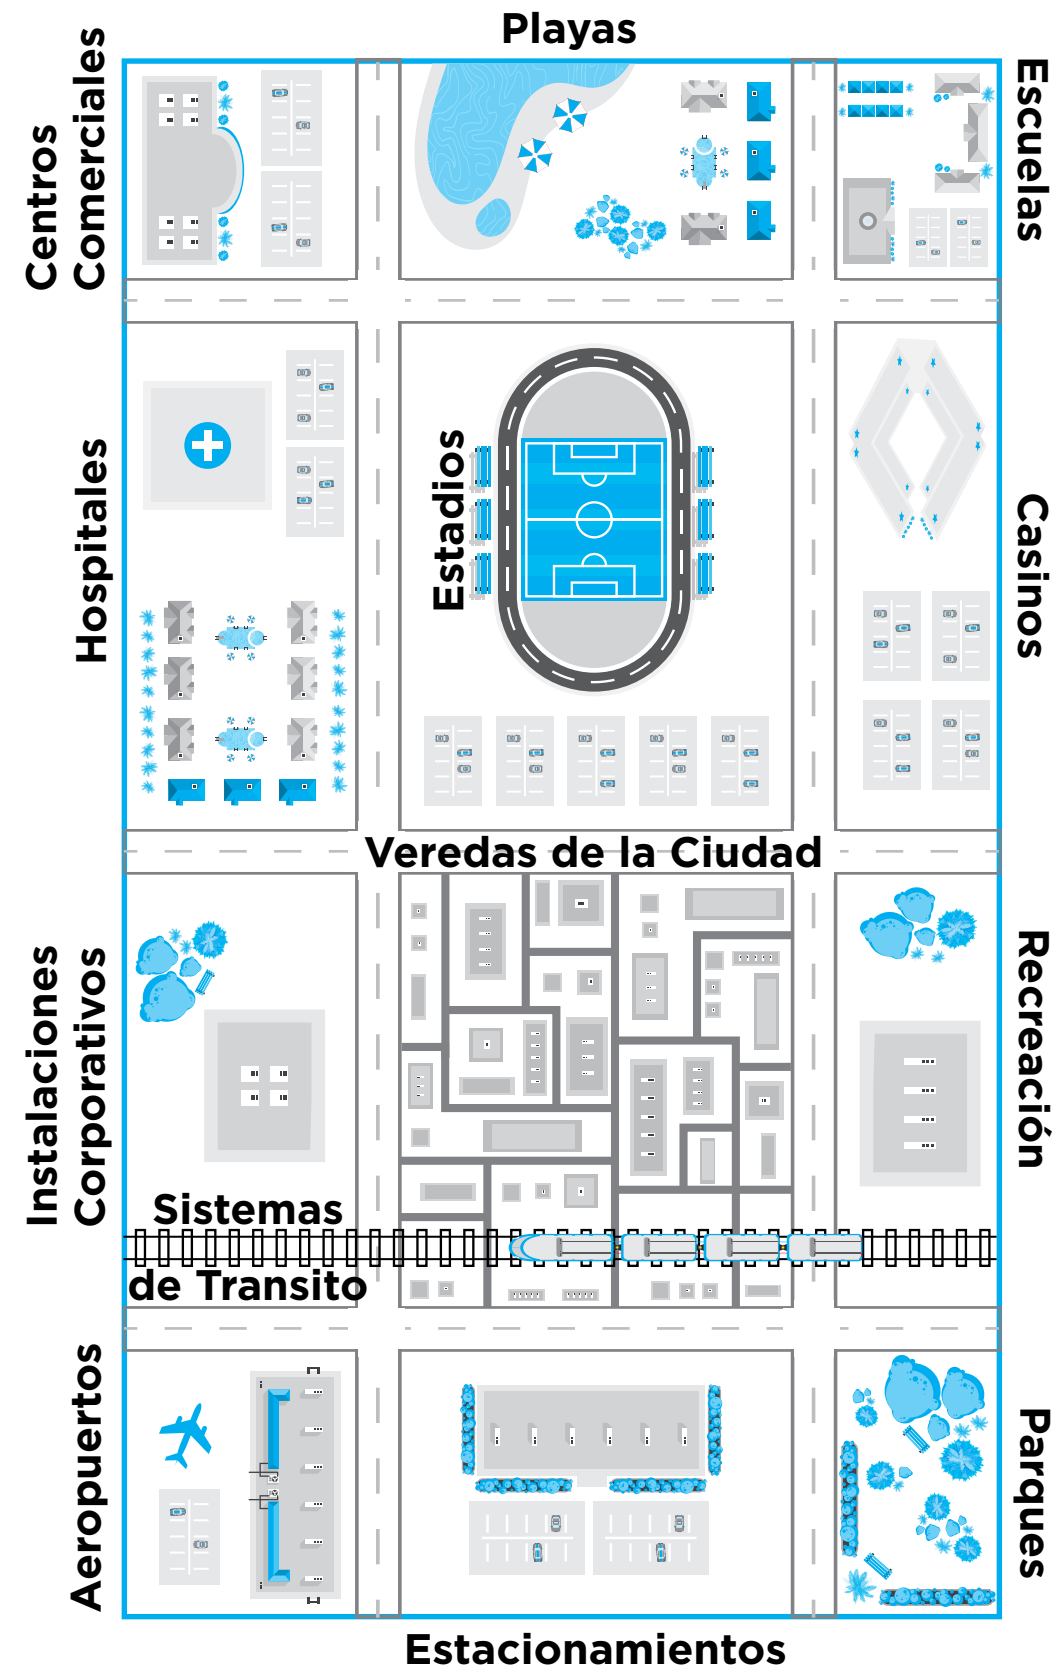 Playas
Centros
Comerciales
Escuelas
Hospitales
Estadios
Casinos
Veredas de la Ciudad
Instalaciones
Corporativos
Recreación
Sistemas
de Transito
Aeropuertos
Parques
Estacionamientos